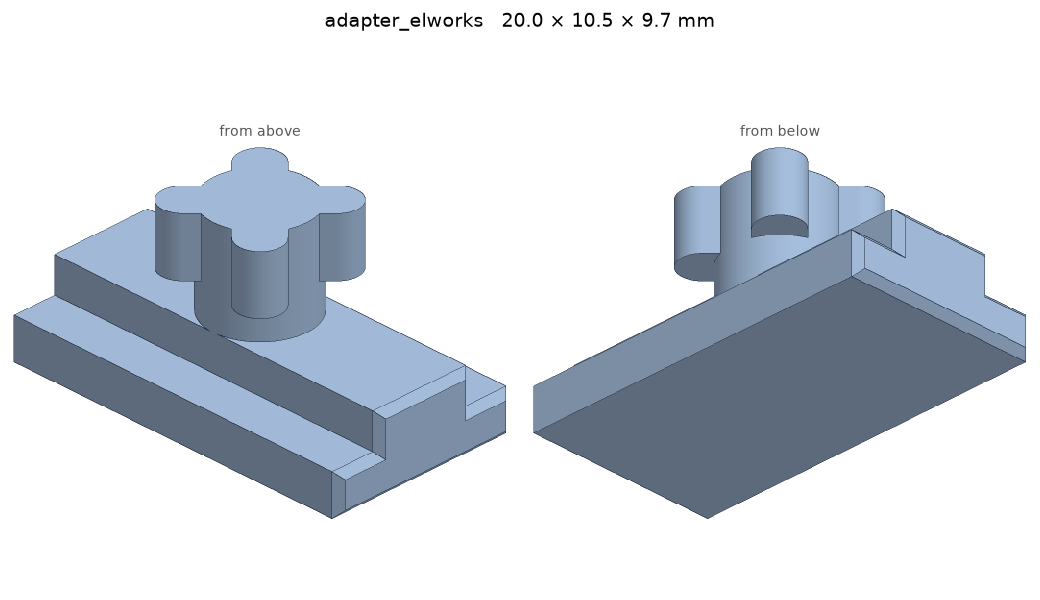 adapter_elworks   20.0 × 10.5 × 9.7 mm
from above
from below